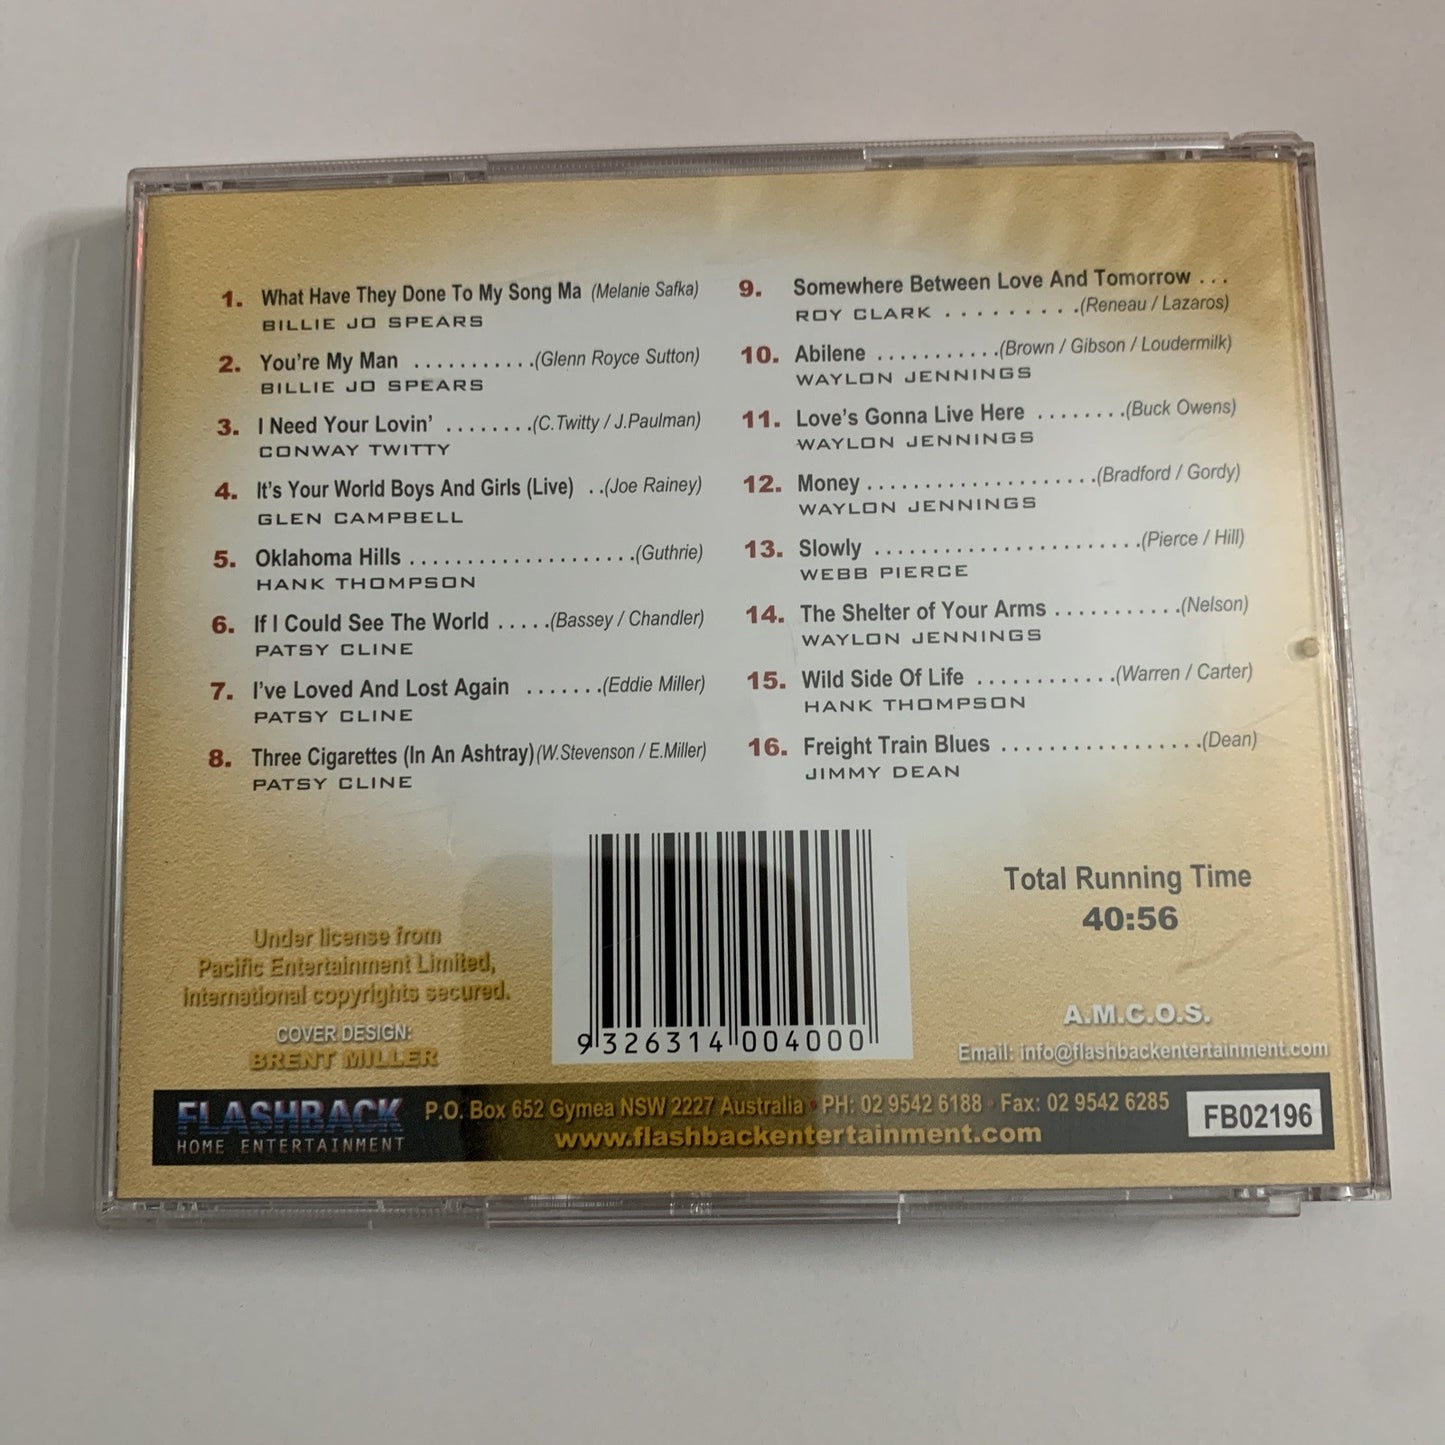 1. What Have They Done To My Song Ma (Melanie Safka)
BILLIE JO SPEARS
2. You're My Man ...........(Glenn Royce Sutton)
BILLIE JO SPEARS
3. I Need Your Lovin' ........(C.Twitty / J.Paulman)
CONWAY TWITTY
4. It's Your World Boys And Girls (Live) ..(Joe Rainey)
GLEN CAMPBELL
5. Oklahoma Hills ....................(Guthrie)
HANK THOMPSON
6. If I Could See The World .....(Bassey / Chandler)
PATSY CLINE
7. I've Loved And Lost Again .......(Eddie Miller)
PATSY CLINE
8. Three Cigarettes (In An Ashtray)(W.Stevenson / E.Miller)
PATSY CLINE
9. Somewhere Between Love And Tomorrow ...
ROY CLARK .........(Reneau / Lazaros)
10. Abilene ...........(Brown / Gibson / Loudermilk)
WAYLON JENNINGS
11. Love's Gonna Live Here ........(Buck Owens)
WAYLON JENNINGS
12. Money ....................(Bradford / Gordy)
WAYLON JENNINGS
13. Slowly .......................(Pierce / Hill)
WEBB PIERCE
14. The Shelter of Your Arms ...........(Nelson)
WAYLON JENNINGS
15. Wild Side Of Life ............(Warren / Carter)
HANK THOMPSON
16. Freight Train Blues ..................(Dean)
JIMMY DEAN
Under license from
Pacific Entertainment Limited,
international copyrights secured.
COVER DESIGN:
BRENT MILLER
9 326314 004000
Total Running Time
40:56
A.M.C.O.S.
Email: info@flashbackentertainment.com
FLASHBACK
HOME ENTERTAINMENT
P.O. Box 652 Gymea NSW 2227 Australia • PH: 02 9542 6188 • Fax: 02 9542 6285
www.flashbackentertainment.com
FB02196